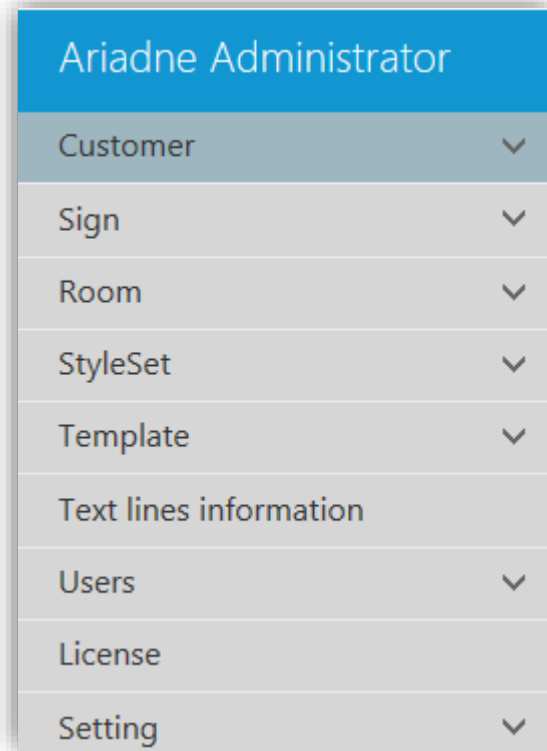 Ariadne Administrator
Customer
Sign
Room
StyleSet
Template
Text lines information
Users
License
Setting